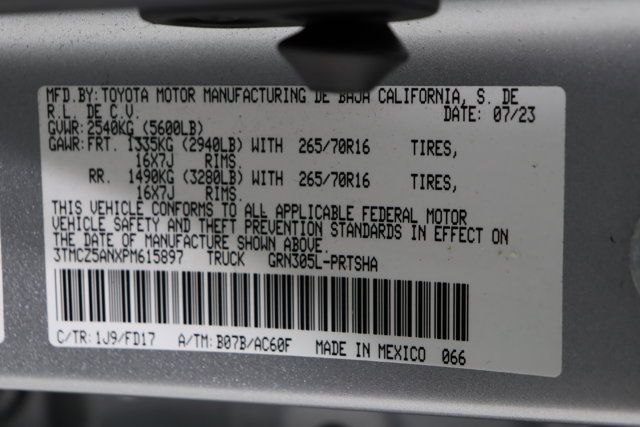 MFD.BY:TOYOTA MOTOR MANUFACTURING DE BAJA CALIFORNIA, S. DE
R.L. DE C.V. DATE: 07/23
GVWR: 2540KG (5600LB)
GAWR: FRT. 1335KG (2940LB) WITH 265/70R16 TIRES,
16X7J RIMS.
RR. 1490KG (3280LB) WITH 265/70R16 TIRES,
16X7J RIMS.
THIS VEHICLE CONFORMS TO ALL APPLICABLE FEDERAL MOTOR
VEHICLE SAFETY AND THEFT PREVENTION STANDARDS IN EFFECT ON
THE DATE OF MANUFACTURE SHOWN ABOVE.
3TMCZ5ANXPM615897 TRUCK GRN305L-PRTSHA
C/TR: 1J9/FD17 A/TM: B07B/AC60F MADE IN MEXICO 066